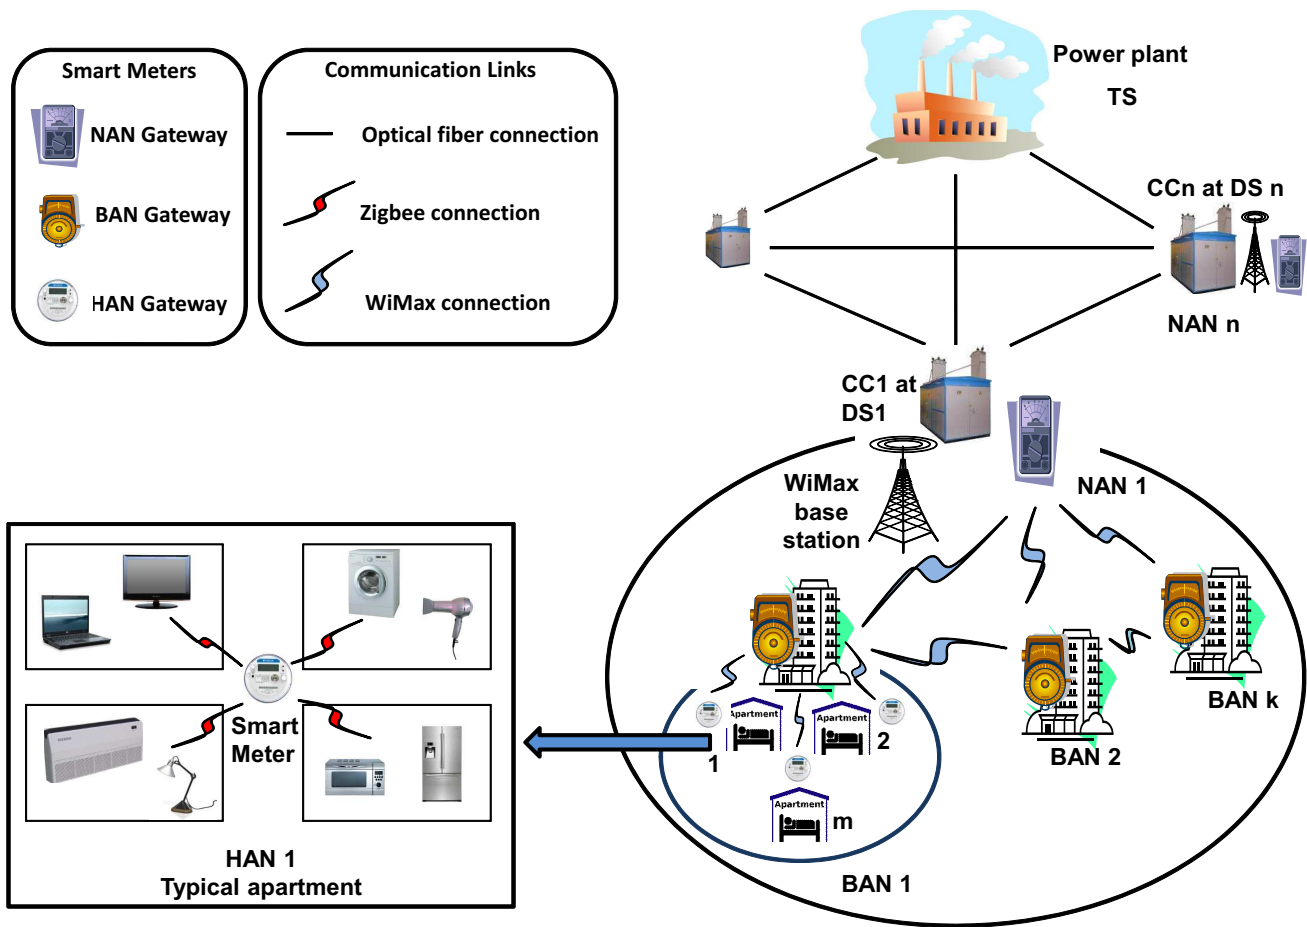 Smart Meters
NAN Gateway
BAN Gateway
HAN Gateway
Communication Links
Optical fiber connection
Zigbee connection
WiMax connection
Power plant
TS
CCn at DS n
NAN n
CC1 at
DS1
WiMax
base
station
NAN 1
BAN k
BAN 2
Apartment
1
Apartment
2
Apartment
m
BAN 1
Smart
Meter
HAN 1
Typical apartment